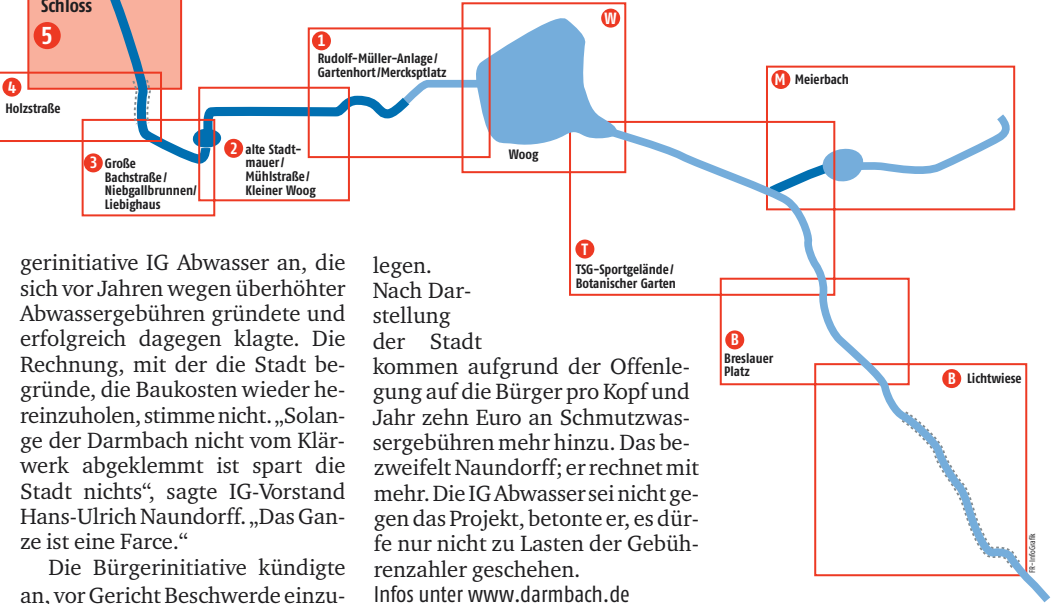 Schloss
5
4
Holzstraße
3 Große
Bachstraße/
Niebgallbrunnen/
Liebighaus
2 alte Stadt-
mauer/
Mühlstraße/
Kleiner Woog
1
Rudolf-Müller-Anlage/
Gartenhort/Mercksptlatz
W
Woog
M Meierbach
T
TSG-Sportgelände/
Botanischer Garten
B
Breslauer
Platz
B Lichtwiese
FR-Infografik
gerinitiative IG Abwasser an, die
sich vor Jahren wegen überhöhter
Abwassergebühren gründete und
erfolgreich dagegen klagte. Die
Rechnung, mit der die Stadt be-
gründe, die Baukosten wieder he-
reinzuholen, stimme nicht. „Solan-
ge der Darmbach nicht vom Klär-
werk abgeklemmt ist spart die
Stadt nichts“, sagte IG-Vorstand
Hans-Ulrich Naundorff. „Das Gan-
ze ist eine Farce.“
Die Bürgerinitiative kündigte
an, vor Gericht Beschwerde einzu-
legen.
Nach Dar-
stellung
der Stadt
kommen aufgrund der Offenle-
gung auf die Bürger pro Kopf und
Jahr zehn Euro an Schmutzwas-
sergebühren mehr hinzu. Das be-
zweifelt Naundorff; er rechnet mit
mehr. Die IG Abwasser sei nicht ge-
gen das Projekt, betonte er, es dür-
fe nur nicht zu Lasten der Gebüh-
renzahler geschehen.
Infos unter www.darmbach.de